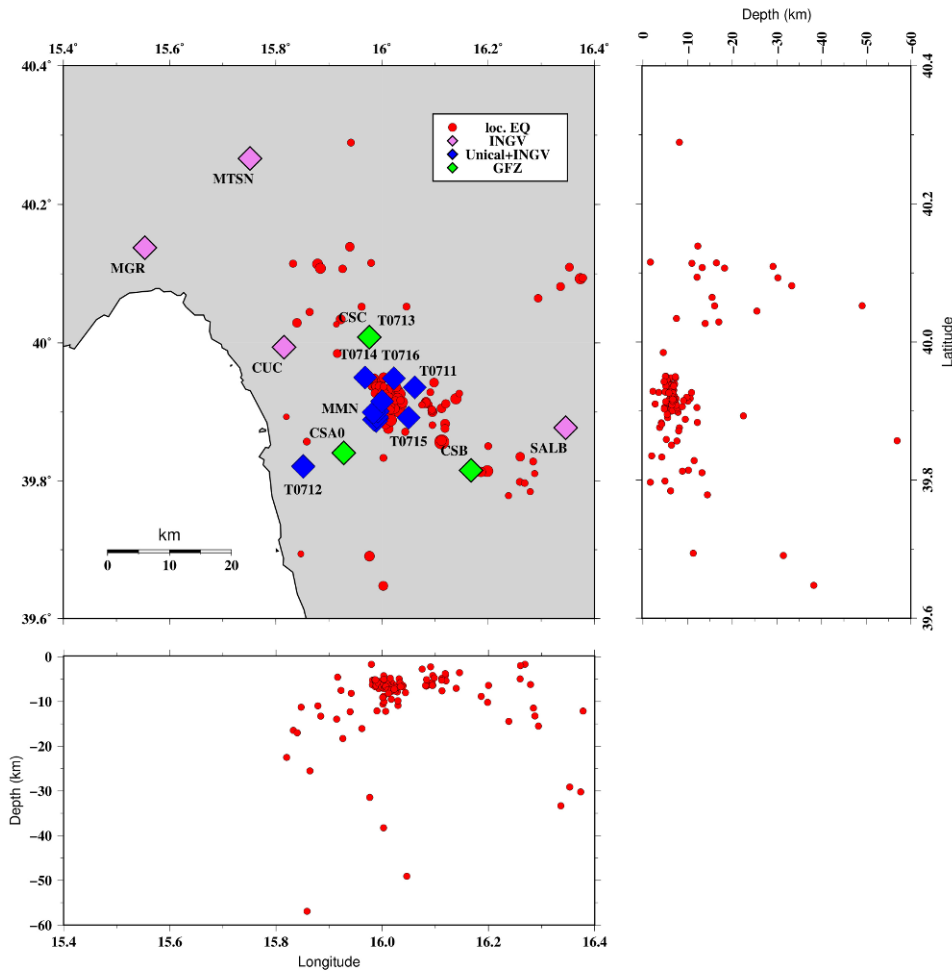 Depth (km)
15.4˚ 15.6˚ 15.8˚ 16˚ 16.2˚ 16.4˚
0 −10 −20 −30 −40 −50 −60
40.4˚ 40.4
loc. EQ
INGV
Unical+INGV
GFZ
MTSN
40.2˚ 40.2
MGR
CSC T0713
40˚ 40.0
Latitude
CUC T0714 T0716 T0711
MMN
CSA0 T0715 CSB SALB
T0712
39.8˚ 39.8
km
0 10 20
39.6˚ 39.6
0
−10
−20
−30
Depth (km)
−40
−50
−60
15.4 15.6 15.8 16.0 16.2 16.4
Longitude